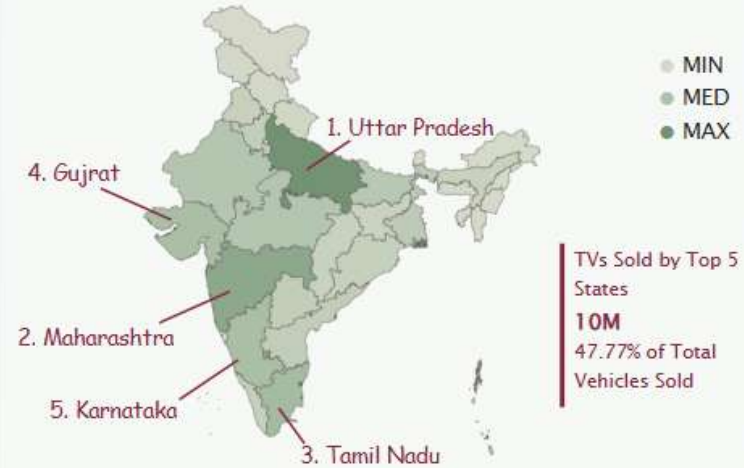 MIN
MED
MAX
1. Uttar Pradesh
4. Gujrat
2. Maharashtra
5. Karnataka
3. Tamil Nadu
TVs Sold by Top 5
States
10M
47.77% of Total
Vehicles Sold